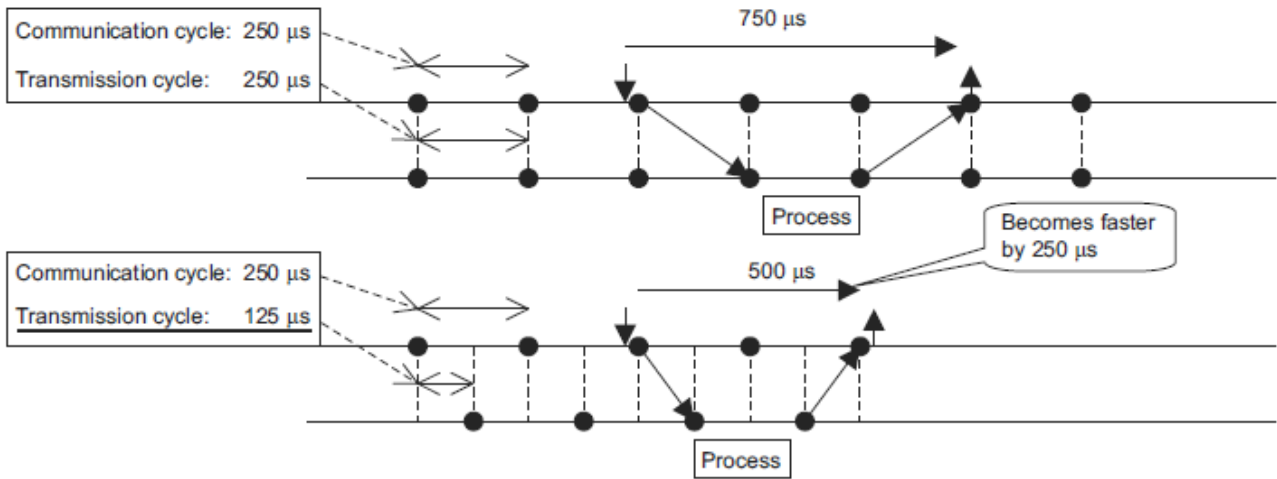 Communication cycle: 250 µs
Transmission cycle: 250 µs
750 µs
Process
Becomes faster
by 250 µs
Communication cycle: 250 µs
Transmission cycle: 125 µs
500 µs
Process